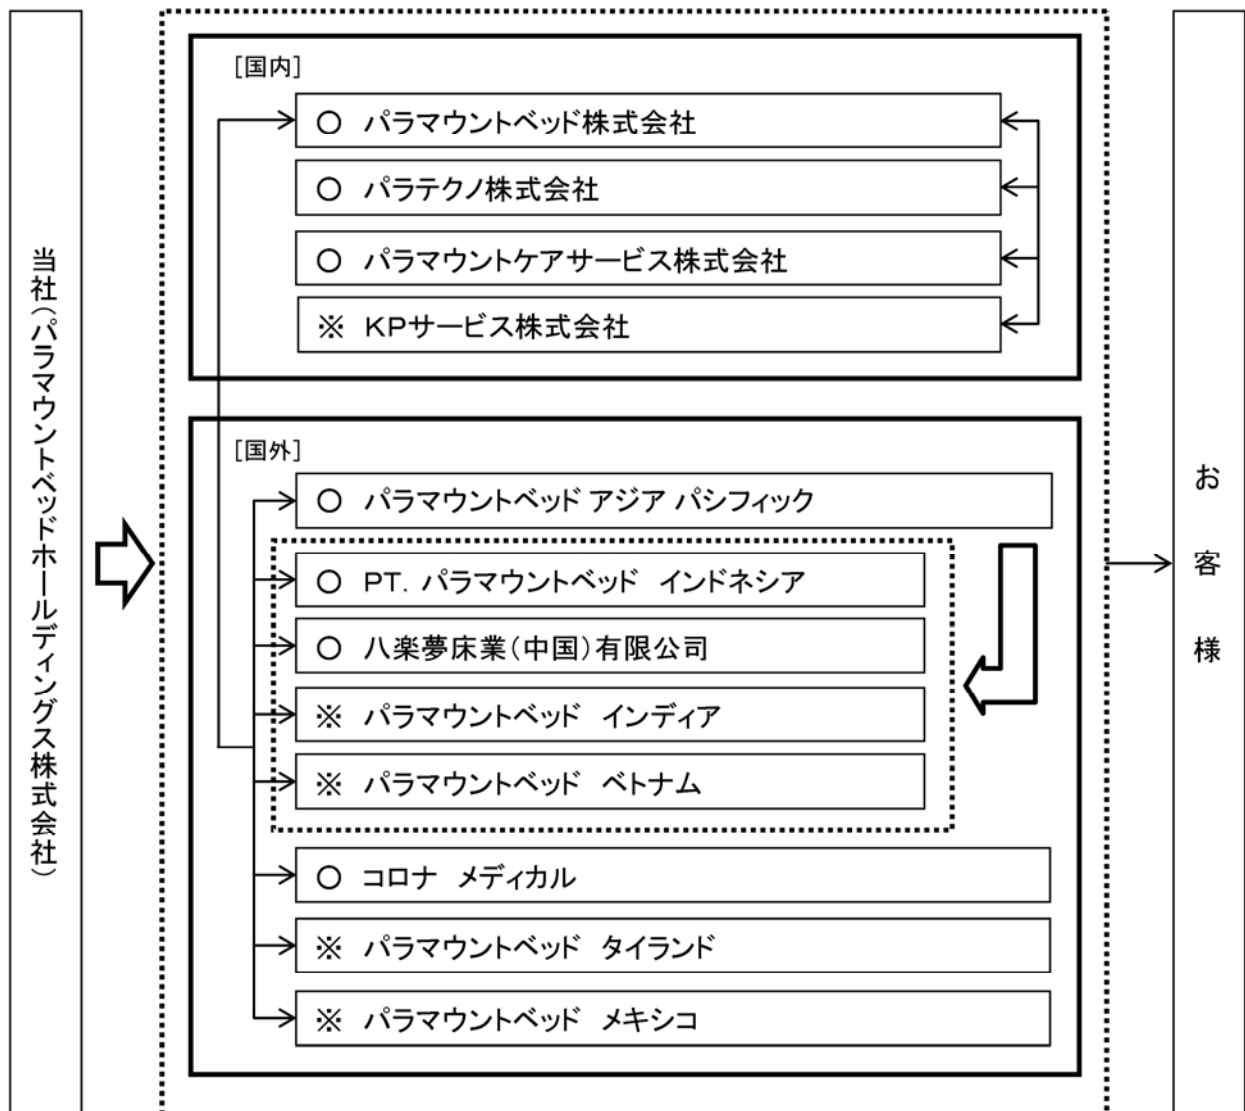 当社（パラマウントベッドホールディングス株式会社）
[国内]
○ パラマウントベッド株式会社
○ パラテクノ株式会社
○ パラマウントケアサービス株式会社
※ KPサービス株式会社
[国外]
○ パラマウントベッド アジア パシフィック
○ PT. パラマウントベッド　インドネシア
○ 八楽夢床業（中国）有限公司
※ パラマウントベッド　インディア
※ パラマウントベッド　ベトナム
○ コロナ　メディカル
※ パラマウントベッド　タイランド
※ パラマウントベッド　メキシコ
お客様